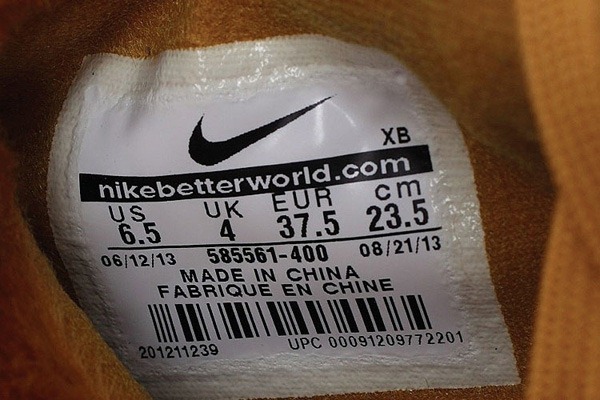 XB
nikebetterworld.com
US UK EUR cm
6.5 4 37.5 23.5
06/12/13 585561-400 08/21/13
MADE IN CHINA
FABRIQUE EN CHINE
201211239 UPC 00091209772201